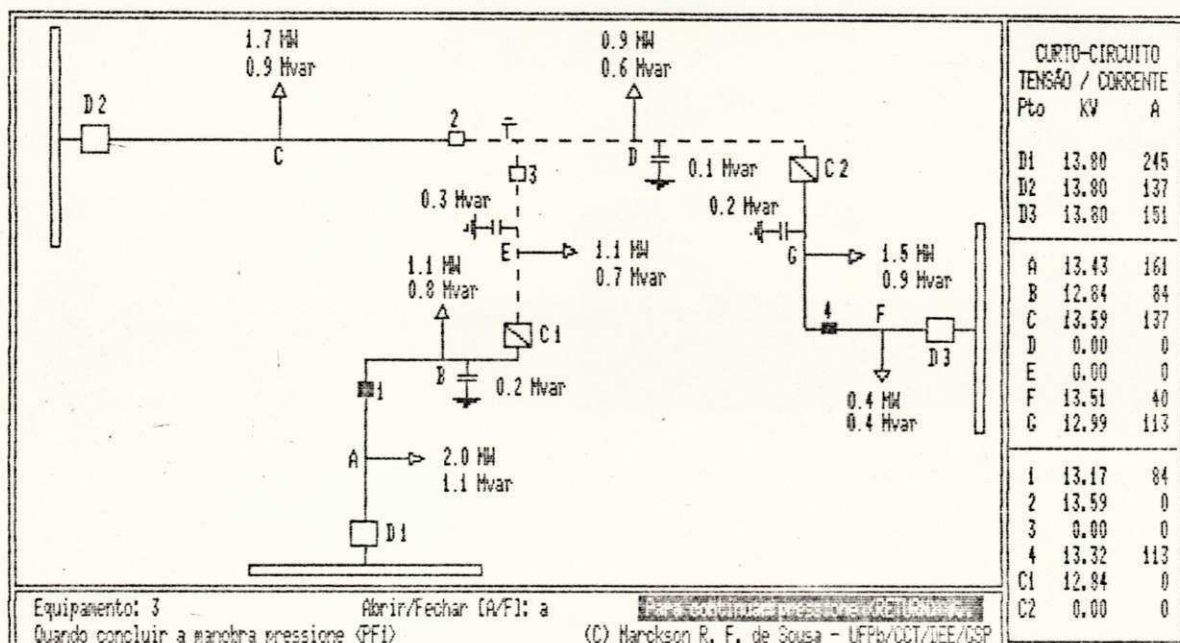 1.7 MW
0.9 Mvar
0.9 MW
0.6 Mvar
D2
2
C
D
C2
0.1 Mvar
3
0.3 Mvar
0.2 Mvar
E
1.1 MW
0.7 Mvar
G
1.5 MW
0.9 Mvar
1.1 MW
0.8 Mvar
4
F
C1
D3
B
0.2 Mvar
1
0.4 MW
0.4 Mvar
A
2.0 MW
1.1 Mvar
D1
CURTO-CIRCUITO
TENSÃO / CORRENTE
Pto KV A
D1 13.80 245
D2 13.80 137
D3 13.80 151
A 13.43 161
B 12.84 84
C 13.59 137
D 0.00 0
E 0.00 0
F 13.51 40
G 12.99 113
1 13.17 84
2 13.59 0
3 0.00 0
4 13.32 113
C1 12.84 0
C2 0.00 0
Equipamento: 3 Abrir/Fechar [A/F]: a Para continuar pressione <RETURN>
Quando concluir a manobra pressione <PF1> (C) Marckson R. F. de Sousa - UFPb/CCT/DEE/GSP